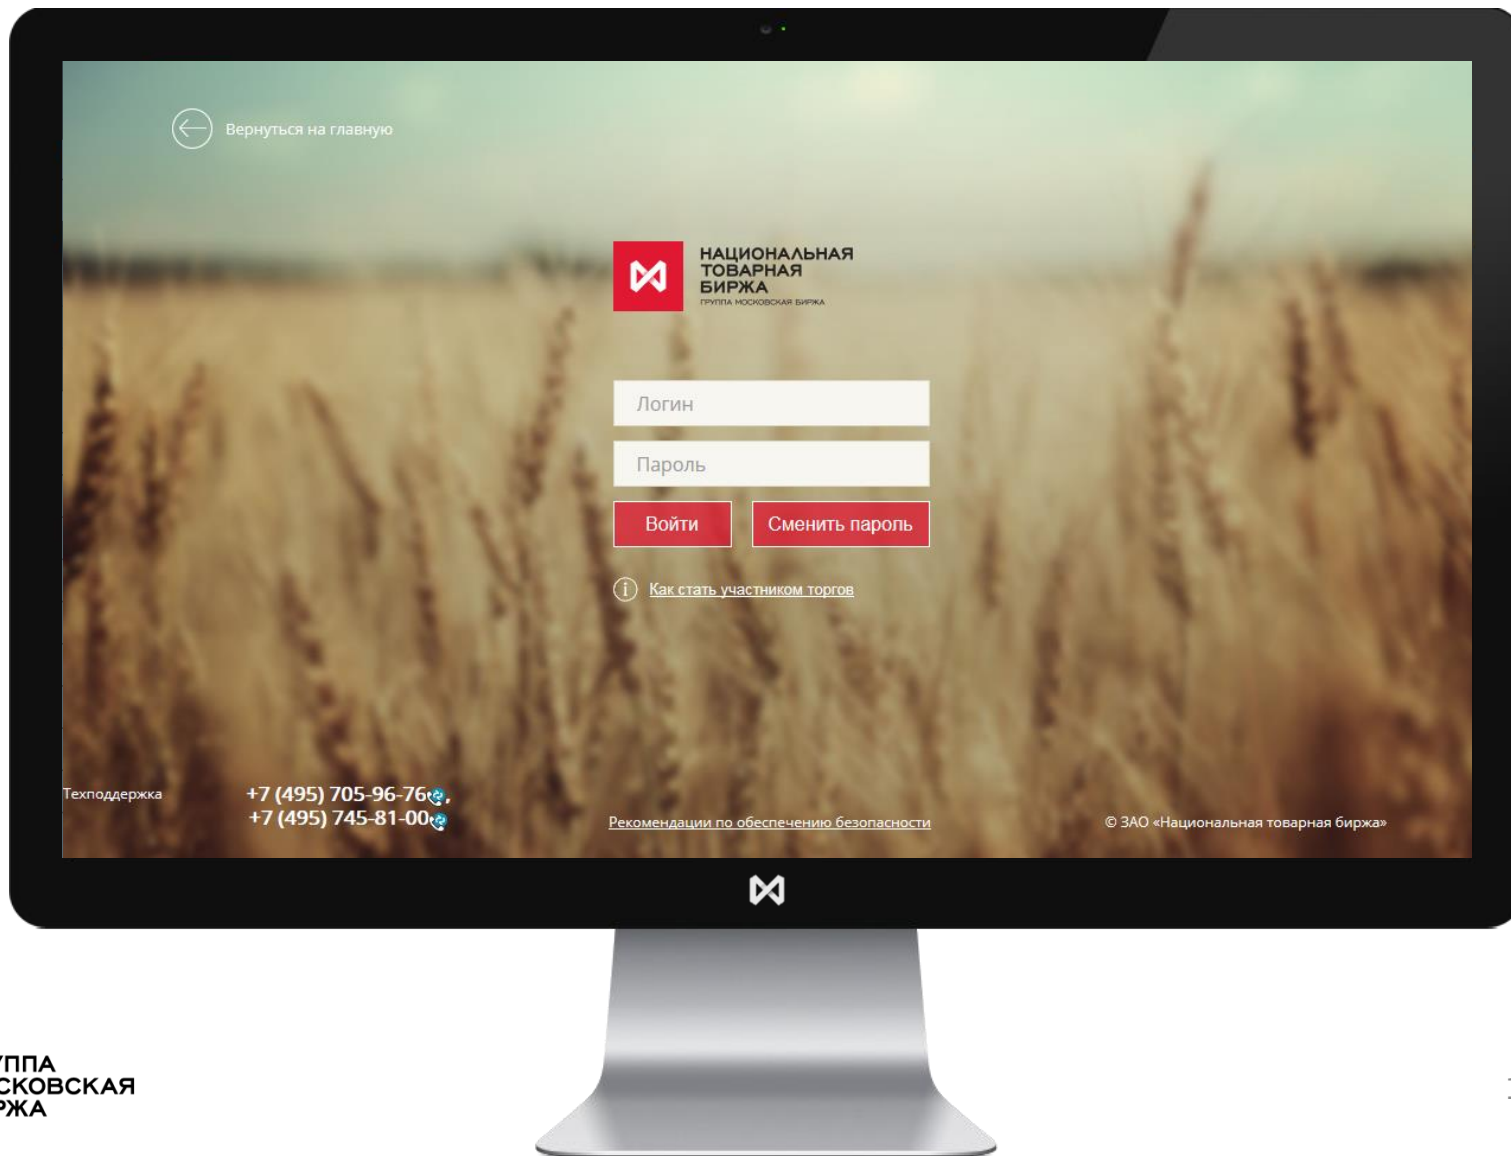 Вернуться на главную
НАЦИОНАЛЬНАЯ
ТОВАРНАЯ
БИРЖА
ГРУППА МОСКОВСКАЯ БИРЖА
Логин
Пароль
Войти
Сменить пароль
Как стать участником торгов
Техподдержка
+7 (495) 705-96-76,
+7 (495) 745-81-00
Рекомендации по обеспечению безопасности
© ЗАО «Национальная товарная биржа»
УППА
СКОВСКАЯ
РЖА